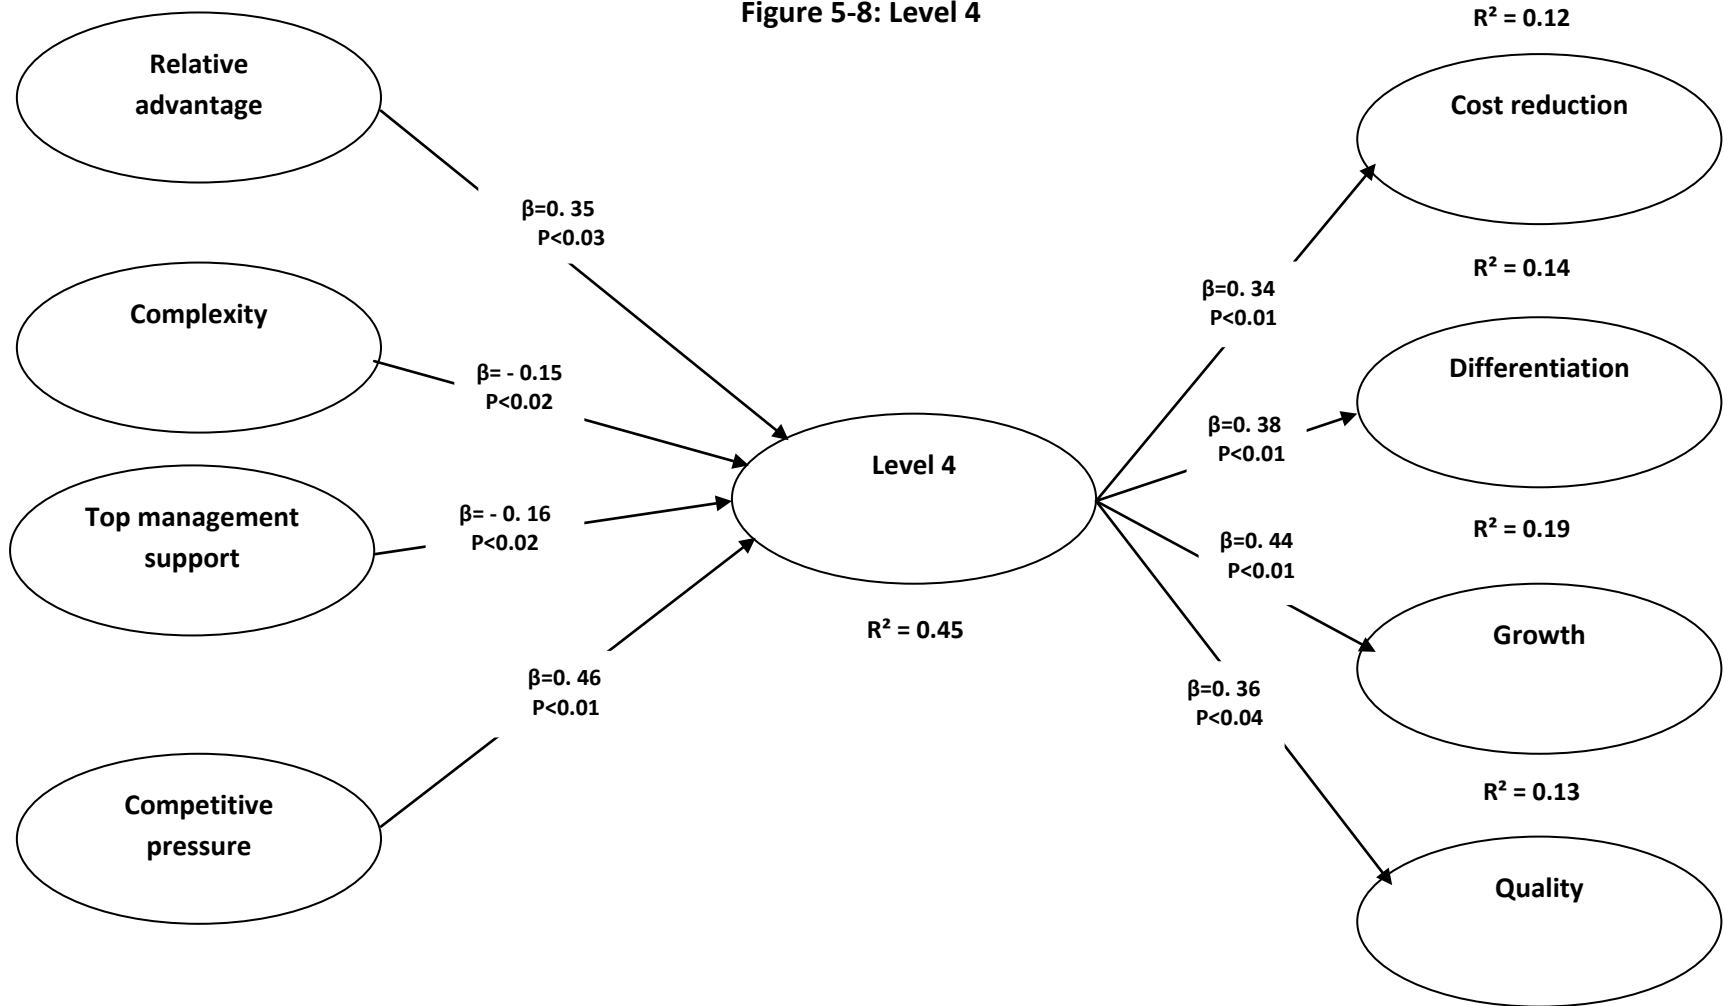 Figure 5-8: Level 4
Relative
advantage
β=0. 35
P<0.03
Complexity
β= - 0.15
P<0.02
Top management
support
β= - 0. 16
P<0.02
Competitive
pressure
β=0. 46
P<0.01
Level 4
R² = 0.45
R² = 0.12
Cost reduction
β=0. 34
P<0.01
R² = 0.14
Differentiation
β=0. 38
P<0.01
R² = 0.19
Growth
β=0. 44
P<0.01
R² = 0.13
Quality
β=0. 36
P<0.04